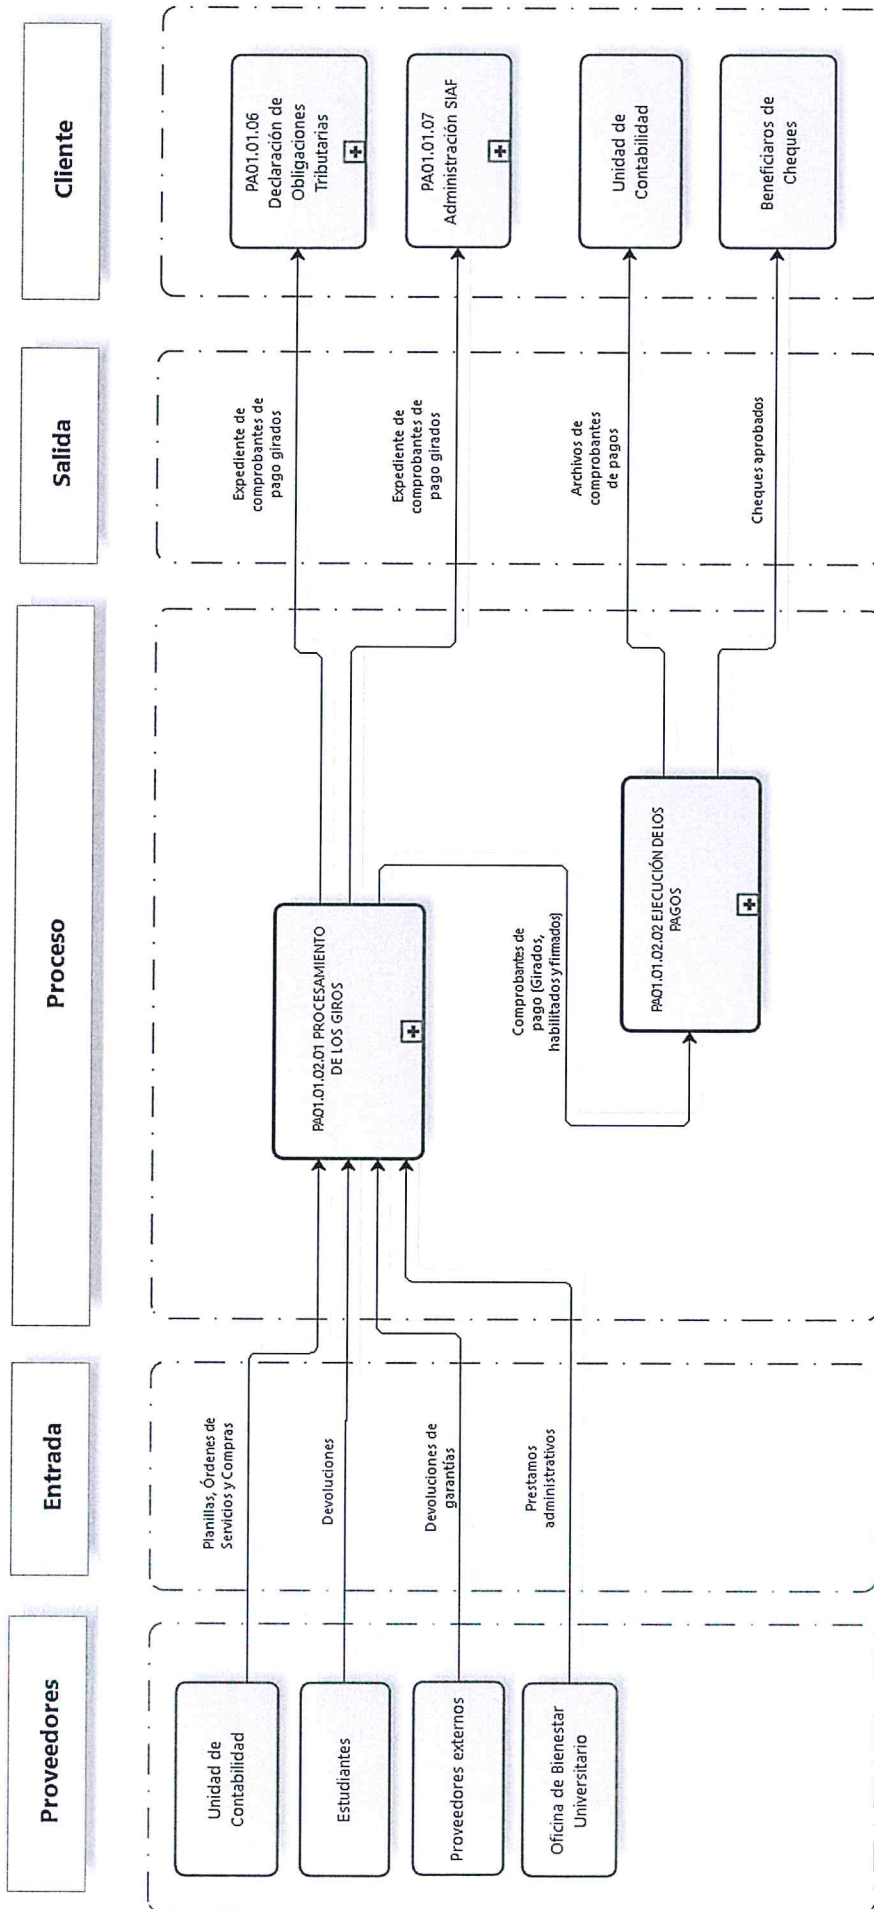 Proveedores
Entrada
Proceso
Salida
Cliente
Unidad de
Contabilidad
Estudiantes
Proveedores externos
Oficina de Bienestar
Universitario
Planillas, Órdenes de
Servicios y Compras
Devoluciones
Devoluciones de
garantías
Prestamos
administrativos
PA01.01.02.01 PROCESAMIENTO
DE LOS GIROS
Comprobantes de
pago (Girados,
habilitados y firmados)
PA01.01.02.02 EJECUCIÓN DE LOS
PAGOS
Expediente de
comprobantes de
pago girados
Expediente de
comprobantes de
pago girados
Archivos de
comprobantes
de pagos
Cheques aprobados
PA01.01.06
Declaración de
Obligaciones
Tributarias
PA01.01.07
Administración SIAF
Unidad de
Contabilidad
Beneficiaros de
Cheques